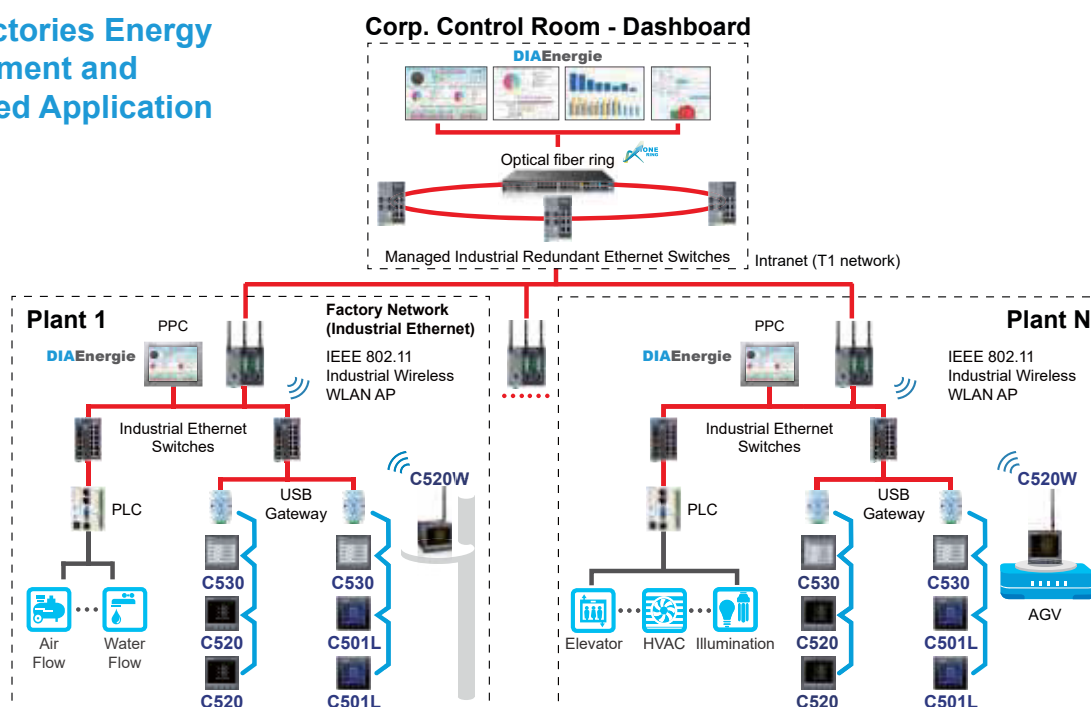 ctories Energy
ment and
ed Application
Corp. Control Room - Dashboard
DIAEnergie
Optical fiber ring
ONE
RING
Managed Industrial Redundant Ethernet Switches
Intranet (T1 network)
Plant 1
PPC
Factory Network
(Industrial Ethernet)
DIAEnergie
IEEE 802.11
Industrial Wireless
WLAN AP
Industrial Ethernet
Switches
C520W
PLC
USB
Gateway
C530
C530
C520
C501L
C520
C501L
Air
Flow
Water
Flow
Plant N
PPC
DIAEnergie
IEEE 802.11
Industrial Wireless
WLAN AP
Industrial Ethernet
Switches
C520W
PLC
USB
Gateway
C530
C530
C520
C501L
C520
C501L
Elevator
HVAC
Illumination
AGV